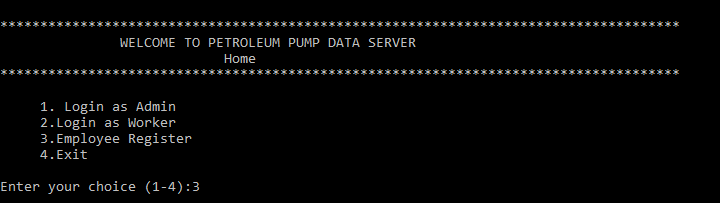 *************************************************************************************
WELCOME TO PETROLEUM PUMP DATA SERVER
Home
*************************************************************************************
1. Login as Admin
2.Login as Worker
3.Employee Register
4.Exit
Enter your choice (1-4):3